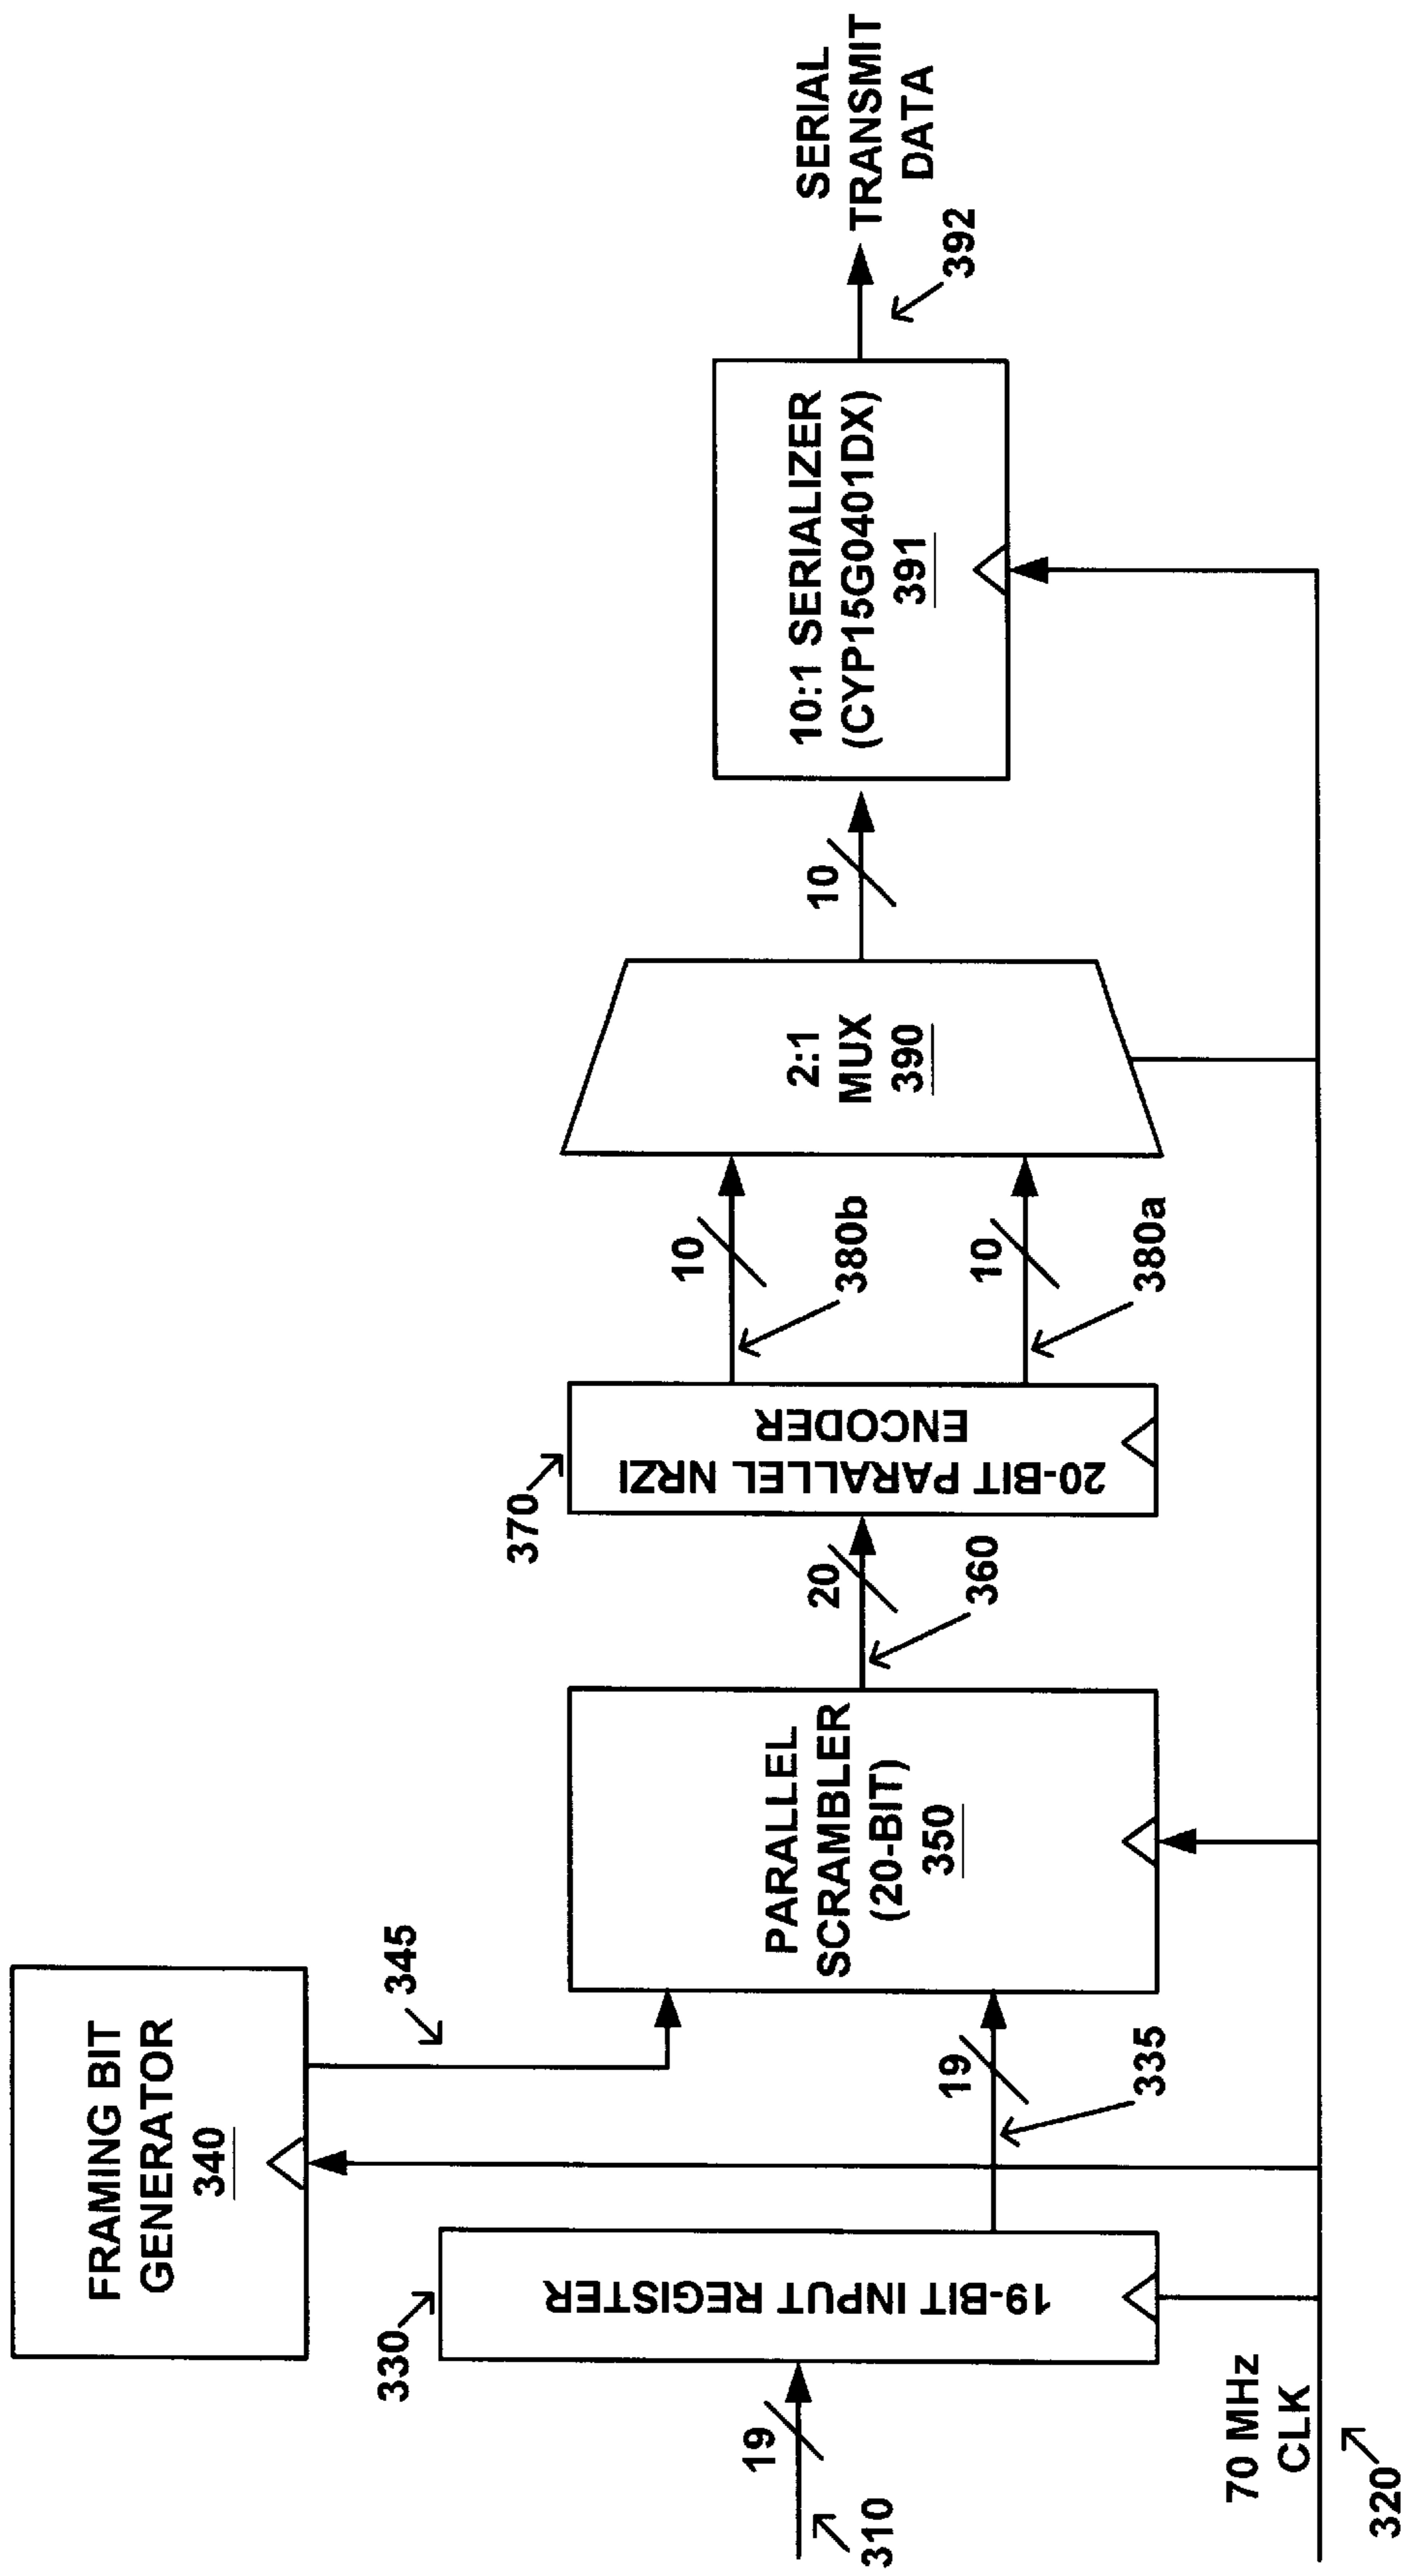 FRAMING BIT
GENERATOR
340
345
330
19-BIT INPUT REGISTER
19
310
19
335
70 MHz
CLK
320
PARALLEL
SCRAMBLER
(20-BIT)
350
20
360
370
20-BIT PARALLEL NRZI
ENCODER
10
380b
10
380a
2:1
MUX
390
10
10:1 SERIALIZER
(CYP15G0401DX)
391
392
SERIAL
TRANSMIT
DATA